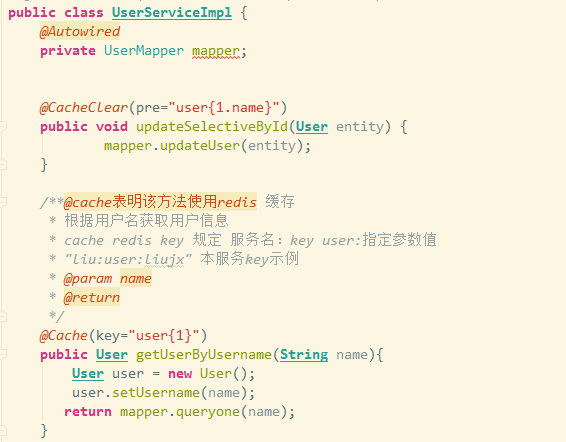 public class UserServiceImpl {
@Autowired
private UserMapper mapper;
@CacheClear(pre="user{1.name}")
public void updateSelectiveById(User entity) {
mapper.updateUser(entity);
}
/**@cache表明该方法使用redis 缓存
* 根据用户名获取用户信息
* cache redis key 规定 服务名：key user:指定参数值
* "liu:user:liujx" 本服务key示例
* @param name
* @return
*/
@Cache(key="user{1}")
public User getUserByUsername(String name){
User user = new User();
user.setUsername(name);
return mapper.queryone(name);
}